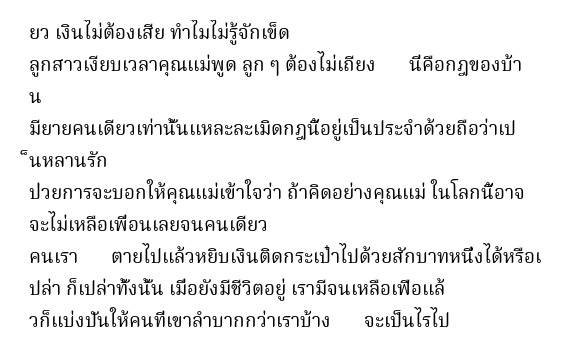 ยว เงินไม่ต้องเสีย ทำไมไม่รู้จักเข็ด
ลูกสาวเงียบเวลาคุณแม่พูด ลูก ๆ ต้องไม่เถียง นี่คือกฎของบ้า
น
มียายคนเดียวเท่านั้นแหละละเมิดกฎนี้อยู่เป็นประจำด้วยถือว่าเป
็นหลานรัก
ป่วยการจะบอกให้คุณแม่เข้าใจว่า ถ้าคิดอย่างคุณแม่ ในโลกนี้อาจ
จะไม่เหลือเพื่อนเลยจนคนเดียว
คนเรา ตายไปแล้วหยิบเงินติดกระเป๋าไปด้วยสักบาทหนึ่งได้หรือเ
ปล่า ก็เปล่าทั้งนั้น เมื่อยังมีชีวิตอยู่ เรามีจนเหลือเฟือแล้
วก็แบ่งปันให้คนที่เขาลำบากกว่าเราบ้าง จะเป็นไรไป